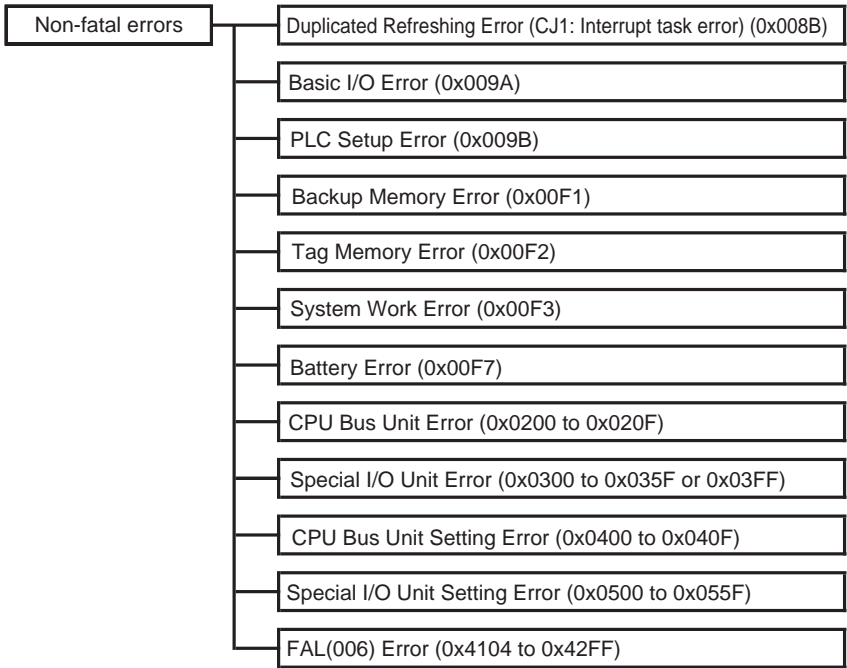 Non-fatal errors
Duplicated Refreshing Error (CJ1: Interrupt task error) (0x008B)
Basic I/O Error (0x009A)
PLC Setup Error (0x009B)
Backup Memory Error (0x00F1)
Tag Memory Error (0x00F2)
System Work Error (0x00F3)
Battery Error (0x00F7)
CPU Bus Unit Error (0x0200 to 0x020F)
Special I/O Unit Error (0x0300 to 0x035F or 0x03FF)
CPU Bus Unit Setting Error (0x0400 to 0x040F)
Special I/O Unit Setting Error (0x0500 to 0x055F)
FAL(006) Error (0x4104 to 0x42FF)